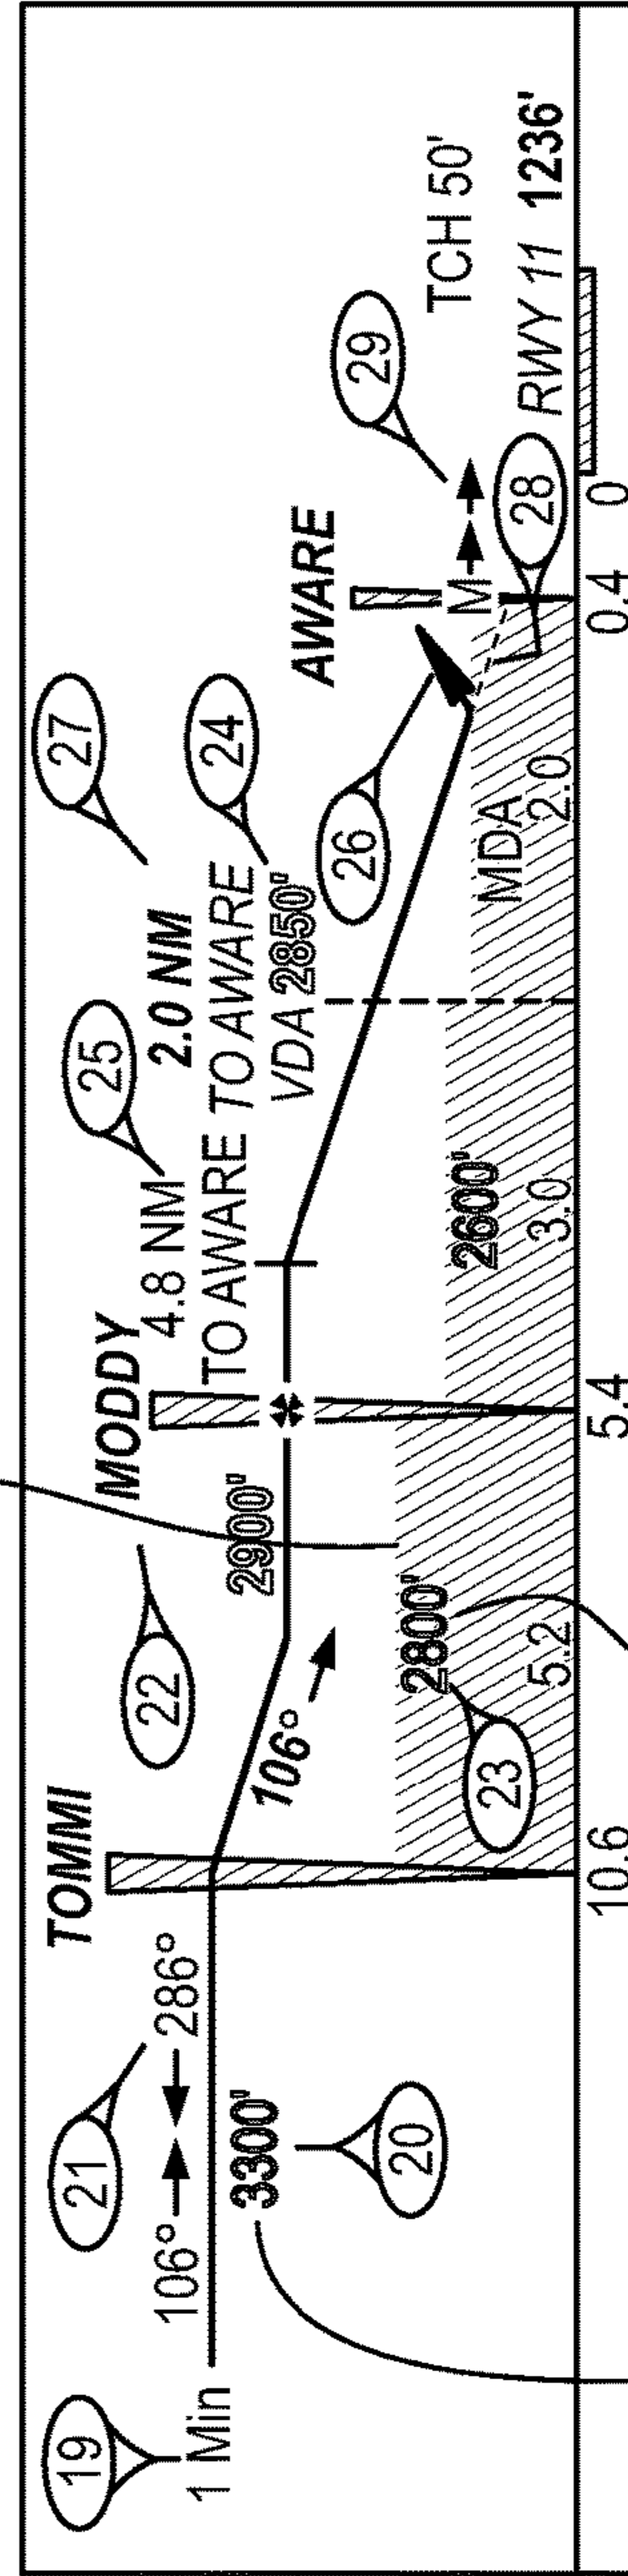 19
1 Min
21
106° 286°
3300'
20
TOMMI
106°
22
2900'
2800'
23
MODDY
25
4.8 NM
TO AWARE
27
2.0 NM
TO AWARE
24
VDA 2850'
26
2600'
MDA
AWARE
M
29
28
TCH 50'
RWY 11 1236'
5.2
3.0
2.0
10.6
5.4
0.4
0